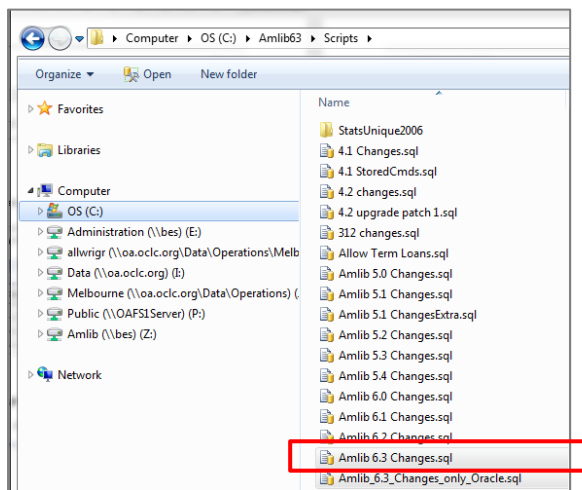 Computer ▸ OS (C:) ▸ Amlib63 ▸ Scripts ▸
Organize ▼ Open New folder
Favorites
Libraries
Computer
OS (C:)
Administration (\\bes) (E:)
allwrigr (\\oa.oclc.org\Data\Operations\Melb
Data (\\oa.oclc.org) (I:)
Melbourne (\\oa.oclc.org\Data\Operations) (
Public (\\OAFS1Server) (P:)
Amlib (\\bes) (Z:)
Network
Name
StatsUnique2006
4.1 Changes.sql
4.1 StoredCmds.sql
4.2 changes.sql
4.2 upgrade patch 1.sql
312 changes.sql
Allow Term Loans.sql
Amlib 5.0 Changes.sql
Amlib 5.1 Changes.sql
Amlib 5.1 ChangesExtra.sql
Amlib 5.2 Changes.sql
Amlib 5.3 Changes.sql
Amlib 5.4 Changes.sql
Amlib 6.0 Changes.sql
Amlib 6.1 Changes.sql
Amlib 6.2 Changes.sql
Amlib 6.3 Changes.sql
Amlib_6.3_Changes_only_Oracle.sql